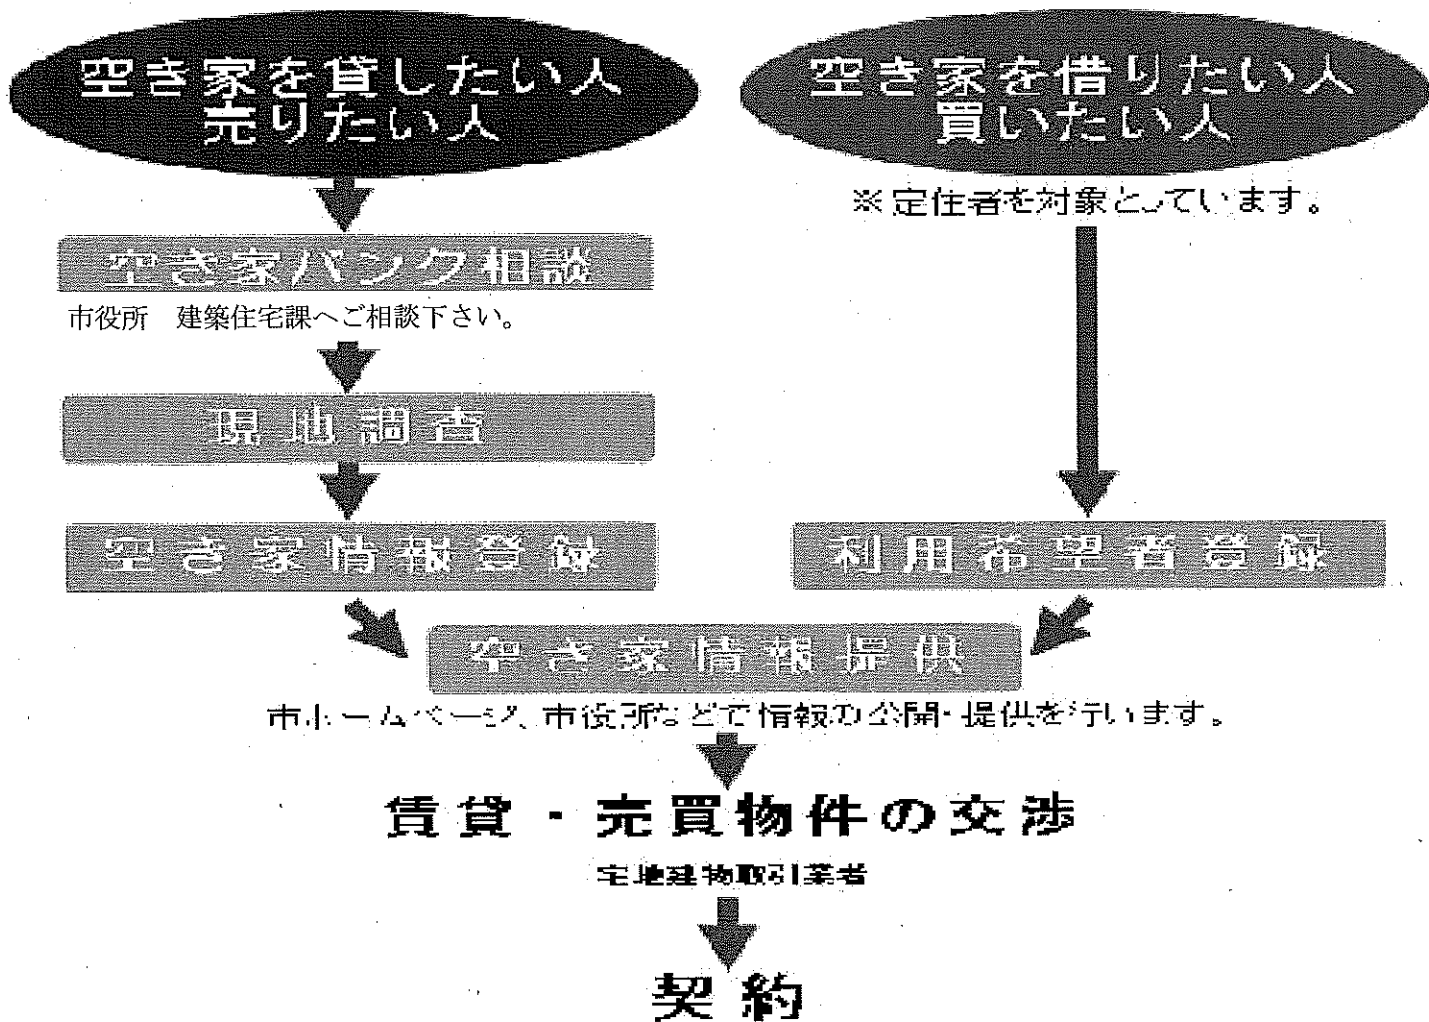 空き家を貸したい人
売りたい人
空き家を借りたい人
買いたい人
※定住者を対象としています。
空き家バンク相談
市役所　建築住宅課へご相談下さい。
現地調査
空き家情報登録
利用希望者登録
空き家情報提供
市ホームページ、市役所などで情報の公開・提供を行います。
賃貸・売買物件の交渉
宅地建物取引業者
契約